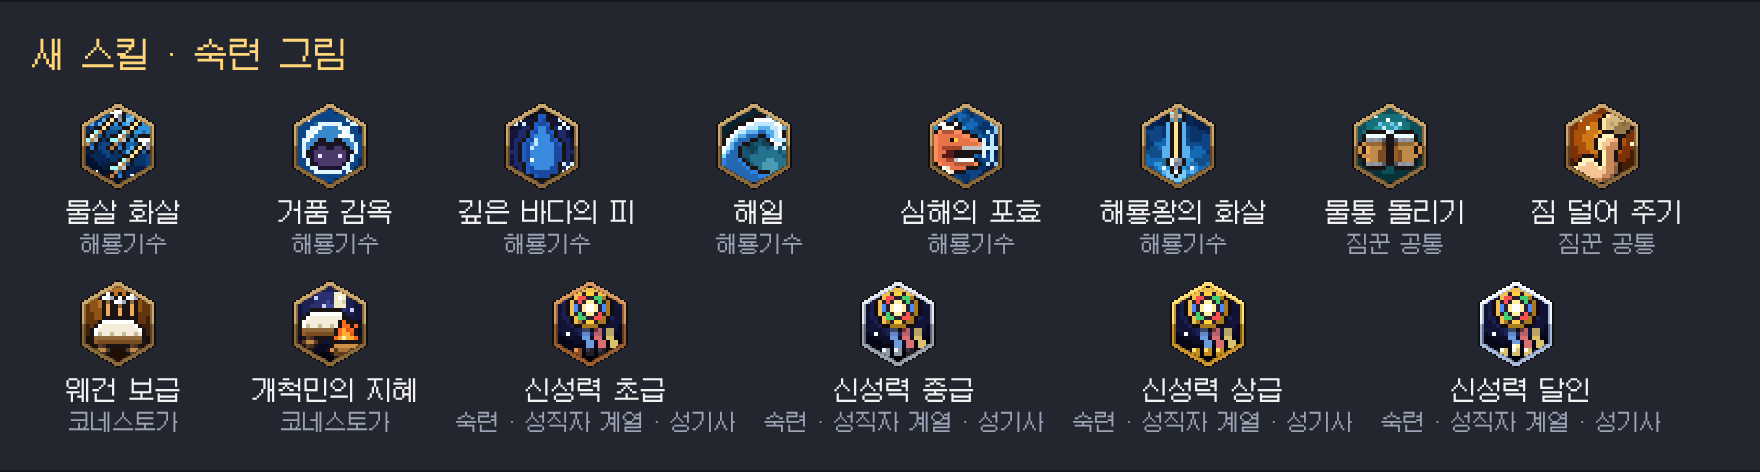 새 스킬 · 숙련 그림
물살 화살 거품 감옥 깊은 바다의 피 해일 심해의 포효 해룡왕의 화살 물통 돌리기 짐 덜어 주기
해룡기수 해룡기수 해룡기수 해룡기수 해룡기수 해룡기수 짐꾼 공통 짐꾼 공통
웨건 보급 개척민의 지혜 신성력 초급 신성력 중급 신성력 상급 신성력 달인
코네스토가 코네스토가 숙련 · 성직자 계열 · 성기사 숙련 · 성직자 계열 · 성기사 숙련 · 성직자 계열 · 성기사 숙련 · 성직자 계열 · 성기사